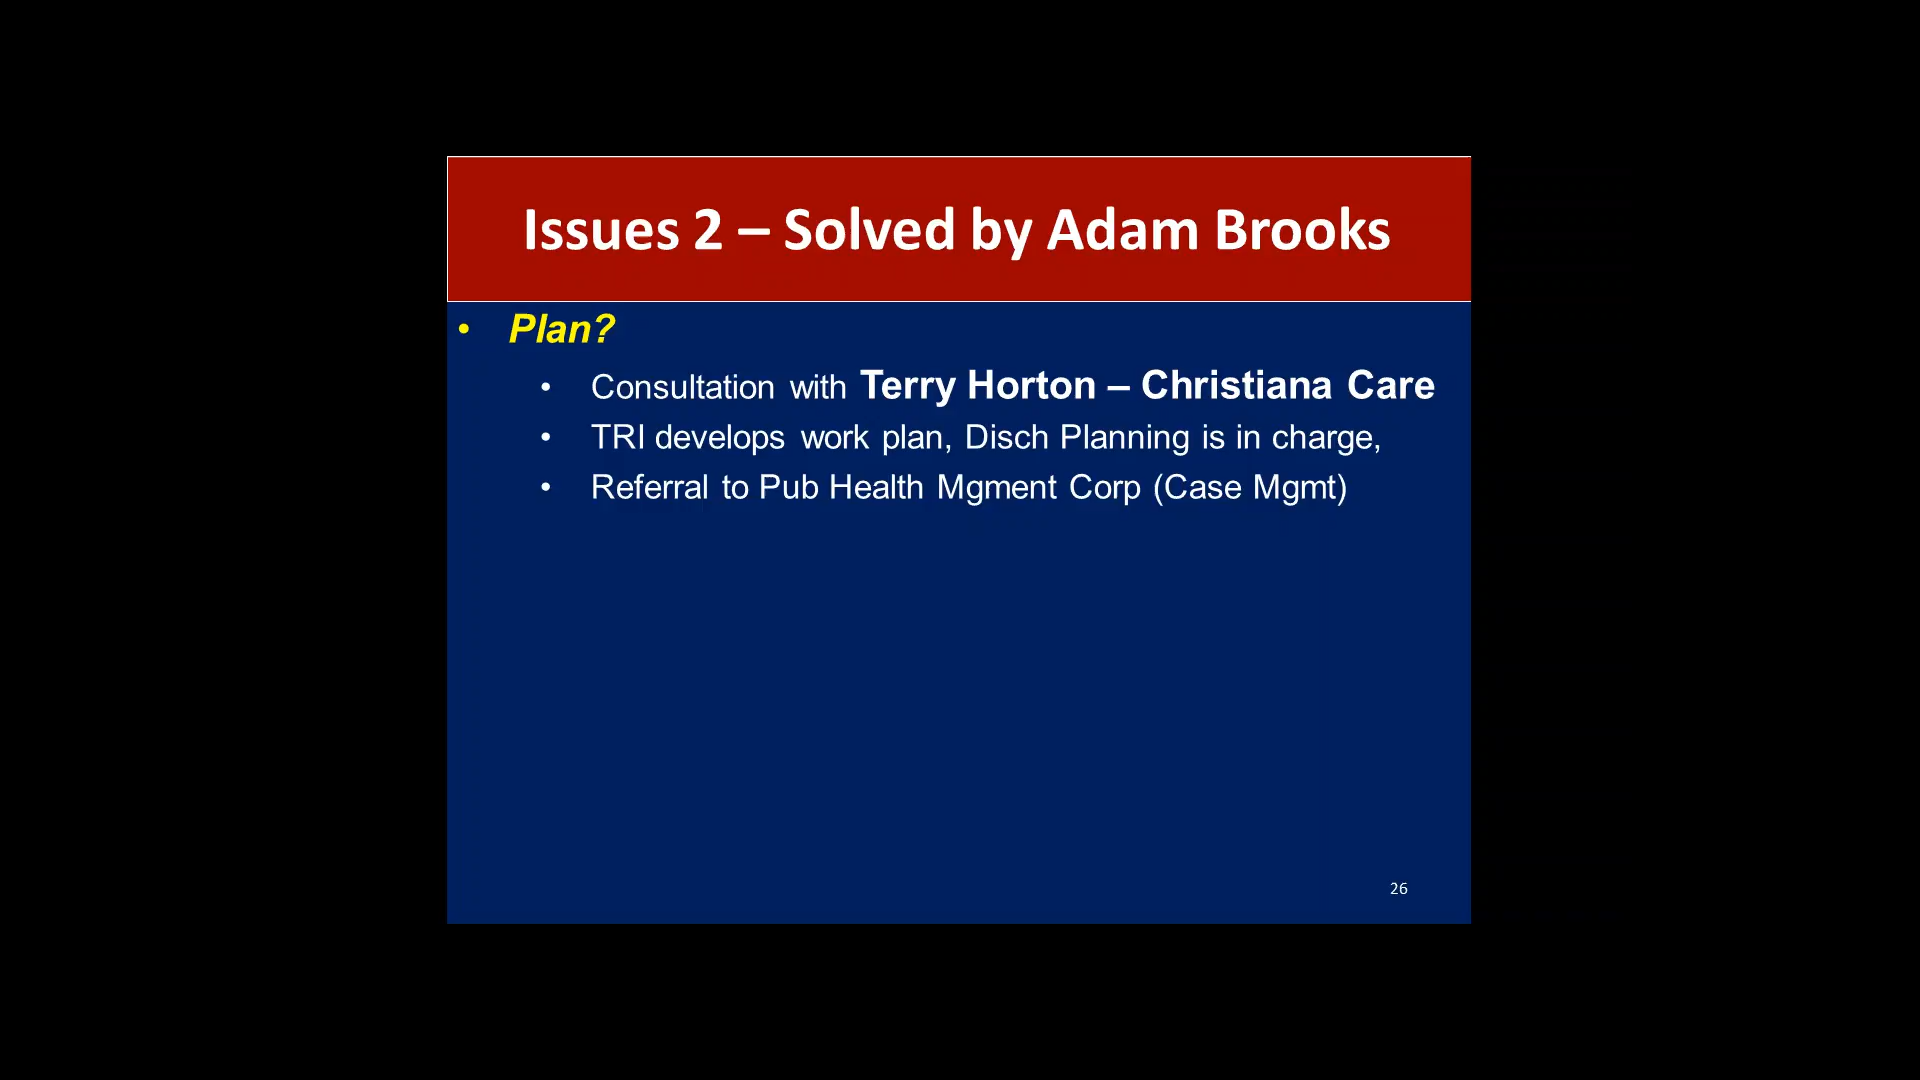 Issues 2 – Solved by Adam Brooks
• Plan?
• Consultation with Terry Horton – Christiana Care
• TRI develops work plan, Disch Planning is in charge,
• Referral to Pub Health Mgment Corp (Case Mgmt)
26